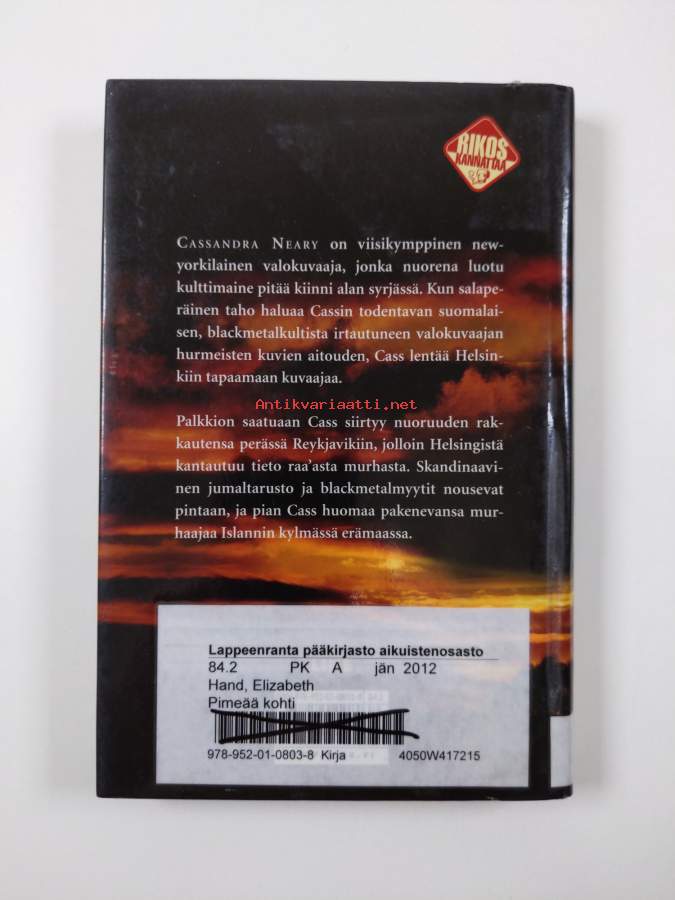 RIKOS
KANNATTAA
CASSANDRA NEARY on viisikymppinen new-
yorkilainen valokuvaaja, jonka nuorena luotu
kulttimaine pitää kiinni alan syrjässä. Kun salape-
räinen taho haluaa Cassin todentavan suomalai-
sen, blackmetalkultista irtautuneen valokuvaajan
hurmeisten kuvien aitouden, Cass lentää Helsin-
kiin tapaamaan kuvaajaa.
Antikvariaatti.net
Palkkion saatuaan Cass siirtyy nuoruuden rak-
kautensa perässä Reykjavikiin, jolloin Helsingistä
kantautuu tieto raa'asta murhasta. Skandinaavi-
nen jumaltarusto ja blackmetalmyytit nousevat
pintaan, ja pian Cass huomaa pakenevansa mur-
haajaa Islannin kylmässä erämaassa.
Lappeenranta pääkirjasto aikuistenosasto
84.2 PK A jän 2012
Hand, Elizabeth
Pimeää kohti
978-952-01-0803-8 Kirja 4050W417215